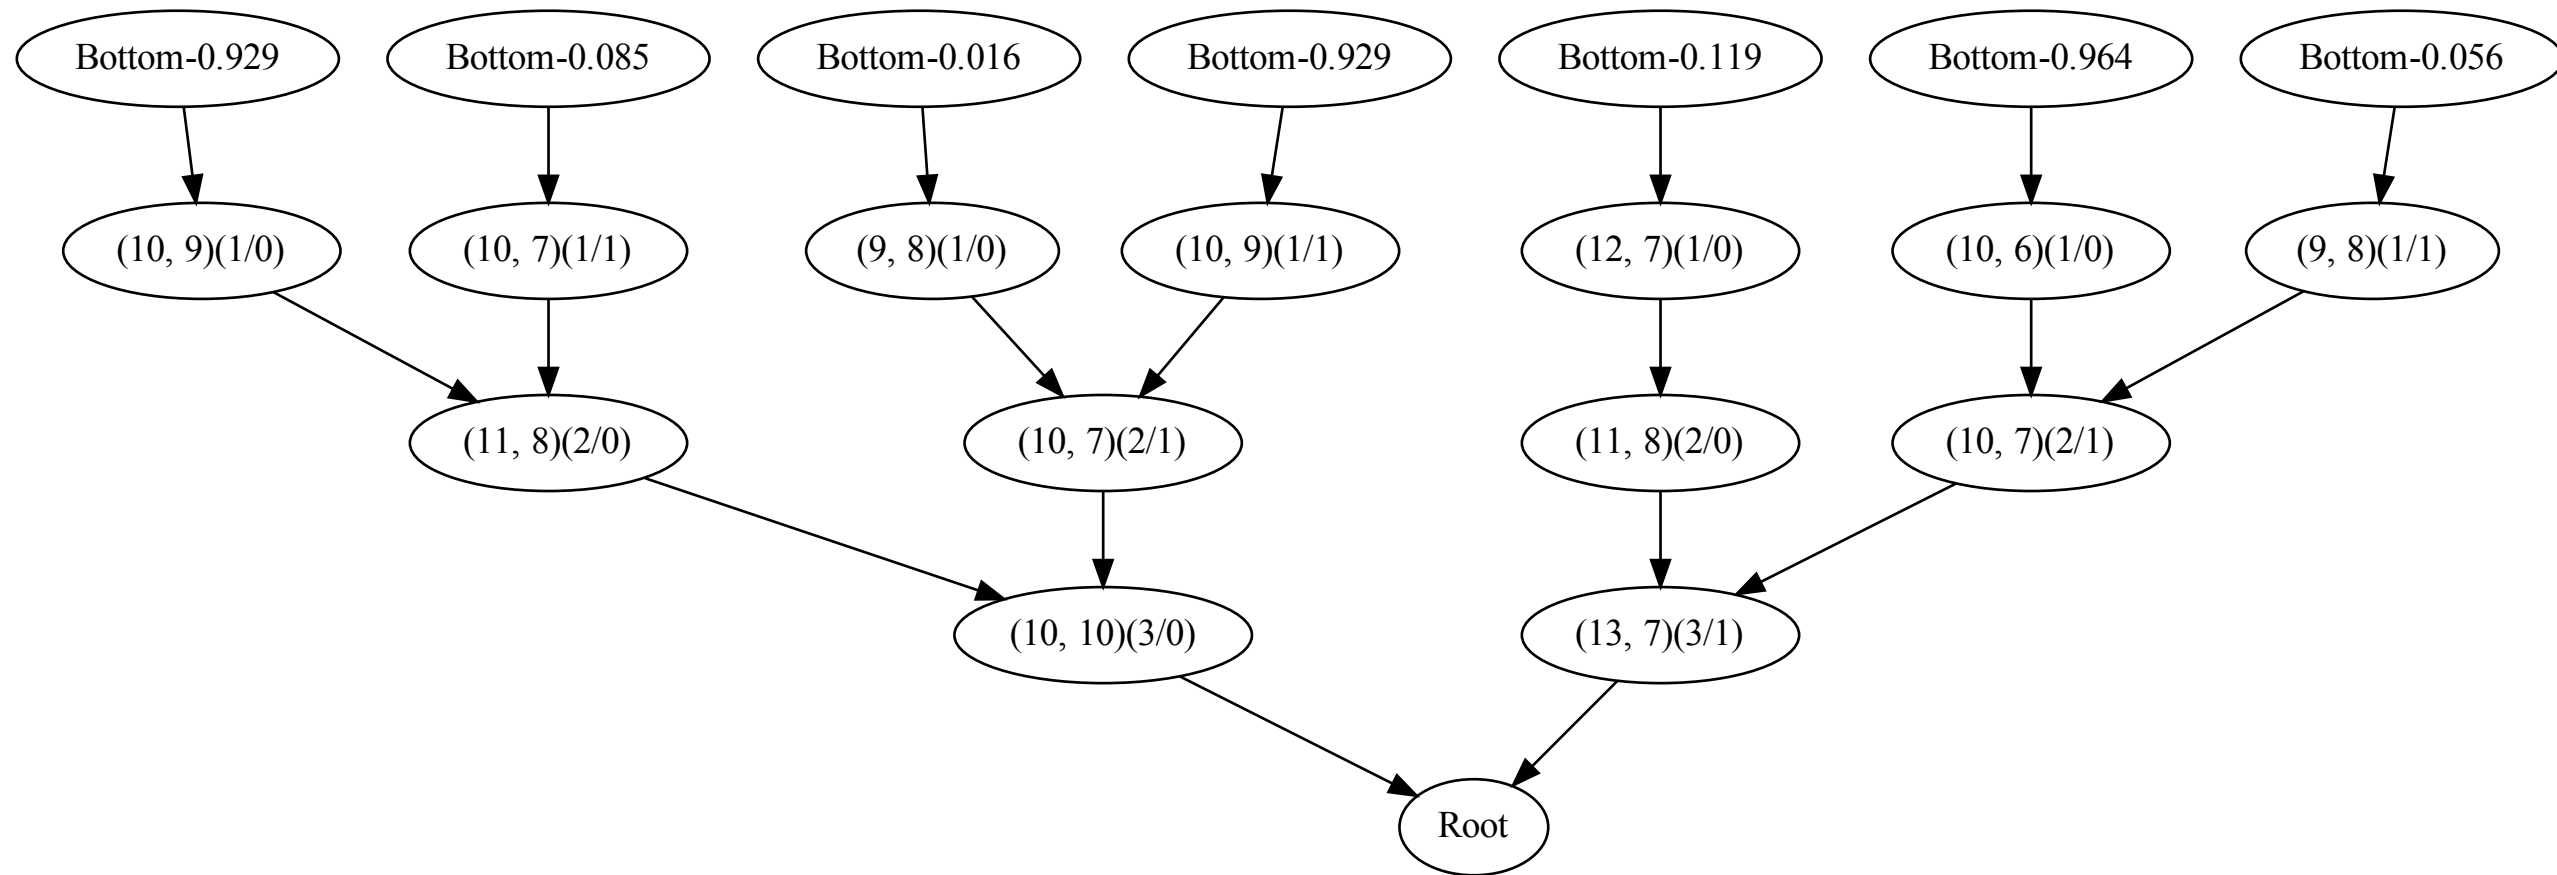 Bottom-0.929
Bottom-0.085
Bottom-0.016
Bottom-0.929
Bottom-0.119
Bottom-0.964
Bottom-0.056
(10, 9)(1/0)
(10, 7)(1/1)
(9, 8)(1/0)
(10, 9)(1/1)
(12, 7)(1/0)
(10, 6)(1/0)
(9, 8)(1/1)
(11, 8)(2/0)
(10, 7)(2/1)
(11, 8)(2/0)
(10, 7)(2/1)
(10, 10)(3/0)
(13, 7)(3/1)
Root